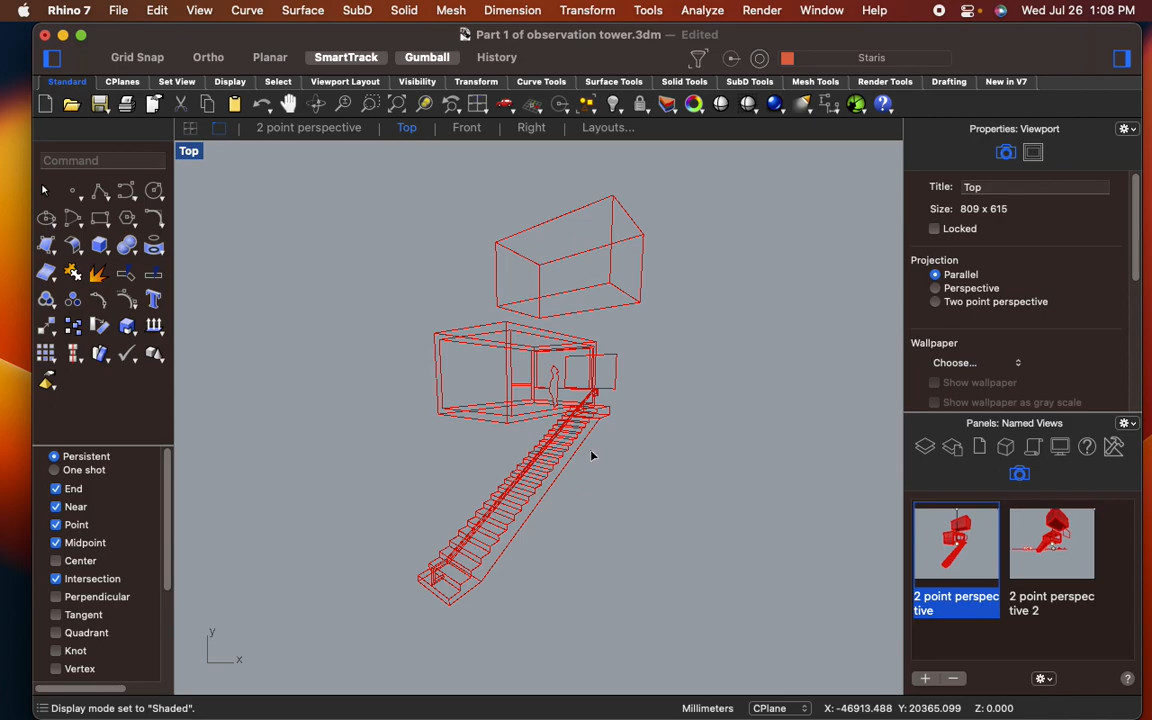 Rhino 7 File Edit View Curve Surface SubD Solid Mesh Dimension Transform Tools Analyze Render Window Help Wed Jul 26 1:08 PM
Part 1 of observation tower.3dm — Edited
Grid Snap Ortho Planar SmartTrack Gumball History Staris
Standard CPlanes Set View Display Select Viewport Layout Visibility Transform Curve Tools Surface Tools Solid Tools SubD Tools Mesh Tools Render Tools Drafting New in V7
2 point perspective Top Front Right Layouts...
Properties: Viewport
Top
Command
Title: Top
Size: 809 x 615
Locked
Projection
Parallel
Perspective
Two point perspective
Wallpaper
Choose...
Show wallpaper
Show wallpaper as gray scale
Panels: Named Views
Persistent
One shot
End
Near
Point
Midpoint
Center
Intersection
Perpendicular
Tangent
Quadrant
Knot
Vertex
2 point perspec
tive
2 point perspec
tive 2
y
x
Display mode set to "Shaded".
Millimeters CPlane X:-46913.488 Y:20365.099 Z:0.000